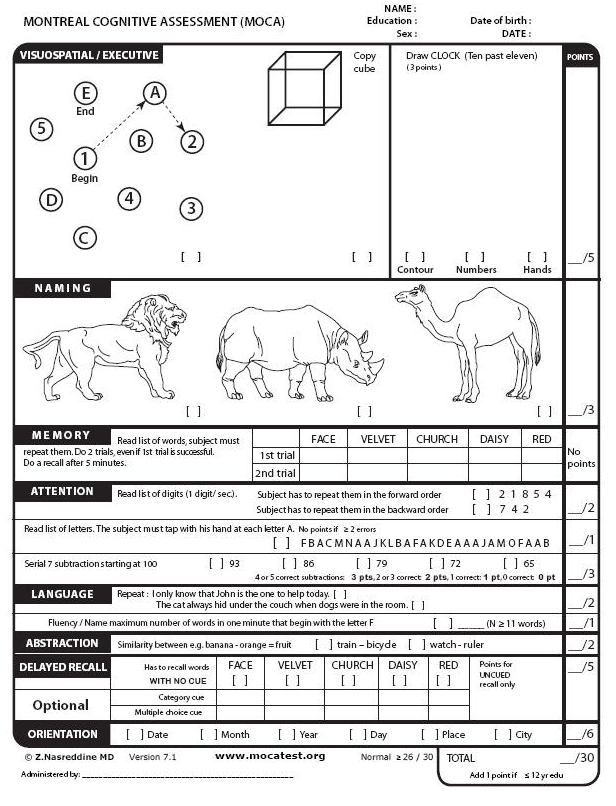 MONTREAL COGNITIVE ASSESSMENT (MOCA)
NAME :
Education :
Sex :
Date of birth :
DATE :
VISUOSPATIAL / EXECUTIVE
E
End
A
5
B
2
1
Begin
D
4
3
C
[ ]
Copy
cube
[ ]
Draw CLOCK (Ten past eleven)
(3 points)
[ ] [ ] [ ]
Contour Numbers Hands
POINTS
__/5
NAMING
[ ] [ ] [ ]
__/3
MEMORY
Read list of words, subject must
repeat them. Do 2 trials, even if 1st trial is successful.
Do a recall after 5 minutes.
FACE VELVET CHURCH DAISY RED
1st trial
2nd trial
No
points
ATTENTION
Read list of digits (1 digit/ sec.).
Subject has to repeat them in the forward order [ ] 2 1 8 5 4
Subject has to repeat them in the backward order [ ] 7 4 2
__/2
Read list of letters. The subject must tap with his hand at each letter A. No points if ≥ 2 errors
[ ] F B A C M N A A J K L B A F A K D E A A A J A M O F A A B
__/1
Serial 7 subtraction starting at 100 [ ] 93 [ ] 86 [ ] 79 [ ] 72 [ ] 65
4 or 5 correct subtractions: 3 pts, 2 or 3 correct: 2 pts, 1 correct: 1 pt, 0 correct: 0 pt
__/3
LANGUAGE
Repeat : I only know that John is the one to help today. [ ]
The cat always hid under the couch when dogs were in the room. [ ]
__/2
Fluency / Name maximum number of words in one minute that begin with the letter F [ ] _____ (N ≥ 11 words)
__/1
ABSTRACTION
Similarity between e.g. banana - orange = fruit [ ] train – bicycle [ ] watch - ruler
__/2
DELAYED RECALL
Has to recall words
WITH NO CUE
FACE VELVET CHURCH DAISY RED
[ ] [ ] [ ] [ ] [ ]
Points for
UNCUED
recall only
__/5
Optional
Category cue
Multiple choice cue
ORIENTATION
[ ] Date [ ] Month [ ] Year [ ] Day [ ] Place [ ] City
__/6
© Z.Nasreddine MD Version 7.1 www.mocatest.org Normal ≥ 26 / 30
TOTAL __/30
Administered by: ____________________
Add 1 point if ≤ 12 yr edu